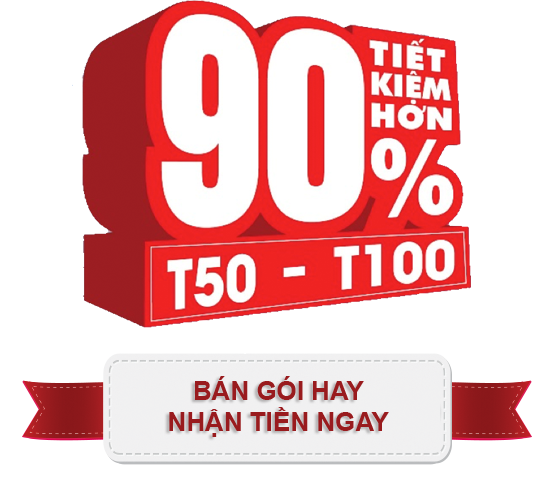 TIẾT
KIỆM
HƠN
90%
T50 - T100
BÁN GÓI HAY
NHẬN TIỀN NGAY